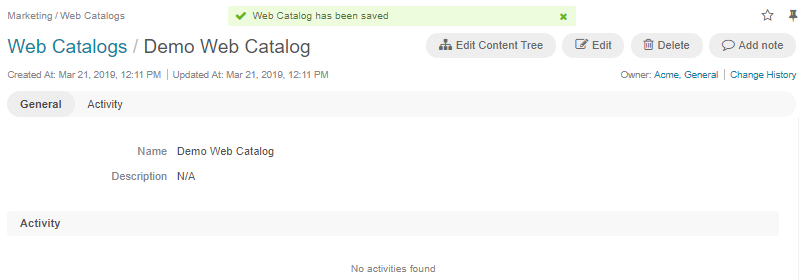 Marketing / Web Catalogs
Web Catalog has been saved
Web Catalogs / Demo Web Catalog
Edit Content Tree Edit Delete Add note
Created At: Mar 21, 2019, 12:11 PM | Updated At: Mar 21, 2019, 12:11 PM
Owner: Acme, General | Change History
General Activity
Name Demo Web Catalog
Description N/A
Activity
No activities found